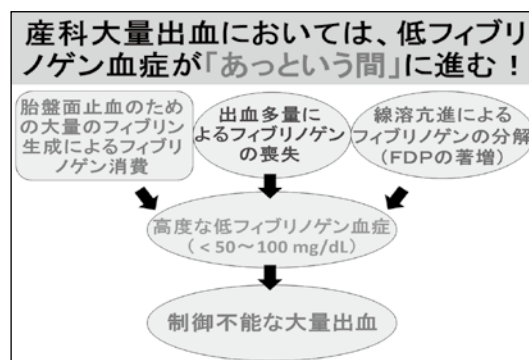 産科大量出血においては、低フィブリ
ノゲン血症が「あっという間」に進む！
胎盤面止血のため
の大量のフィブリン
生成によるフィブリ
ノゲン消費
出血多量に
よるフィブリノゲン
の喪失
線溶亢進による
フィブリノゲンの分解
（FDPの著増）
高度な低フィブリノゲン血症
（＜50～100 mg/dL）
制御不能な大量出血